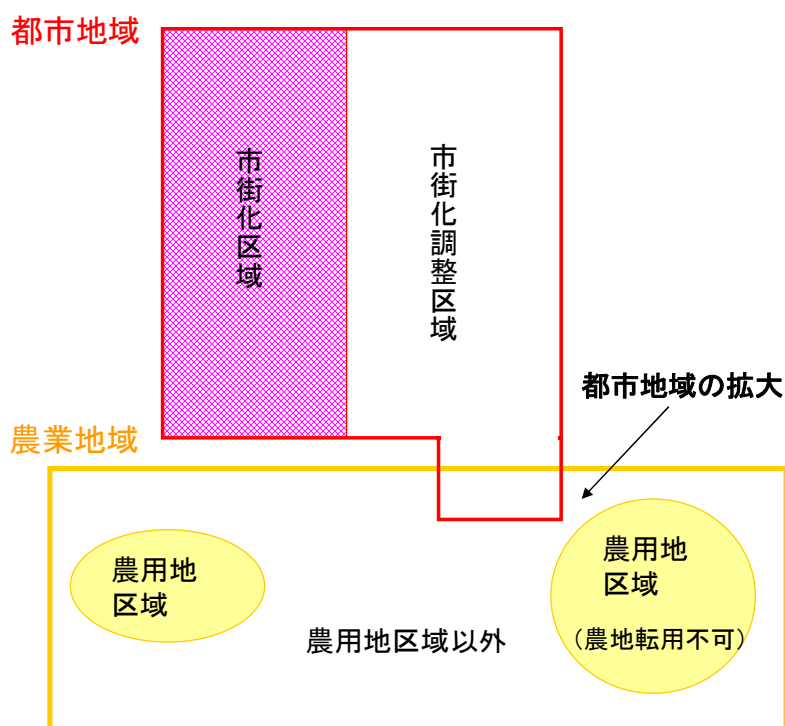 都市地域
市街化区域
市街化調整区域
都市地域の拡大
農業地域
農用地
区域
農用地区域以外
農用地
区域
（農地転用不可）